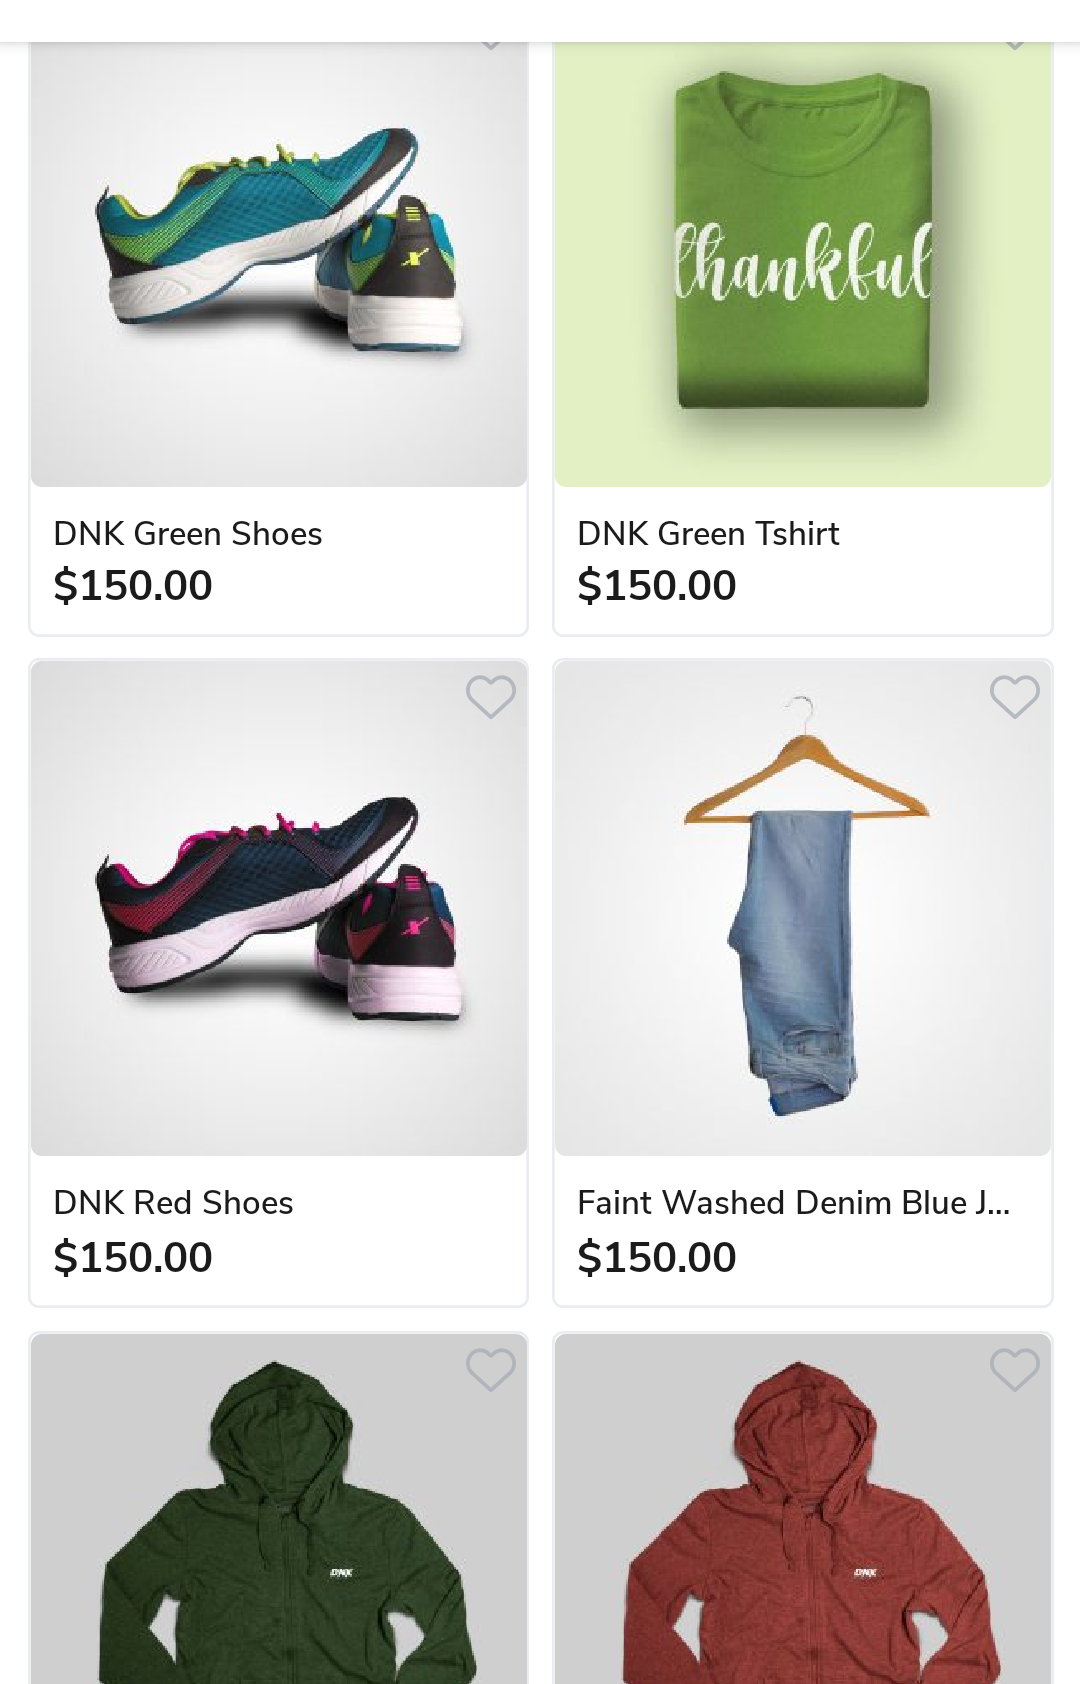 thankful
DNK Green Shoes
$150.00
DNK Green Tshirt
$150.00
DNK Red Shoes
$150.00
Faint Washed Denim Blue J...
$150.00
DNK
DNK